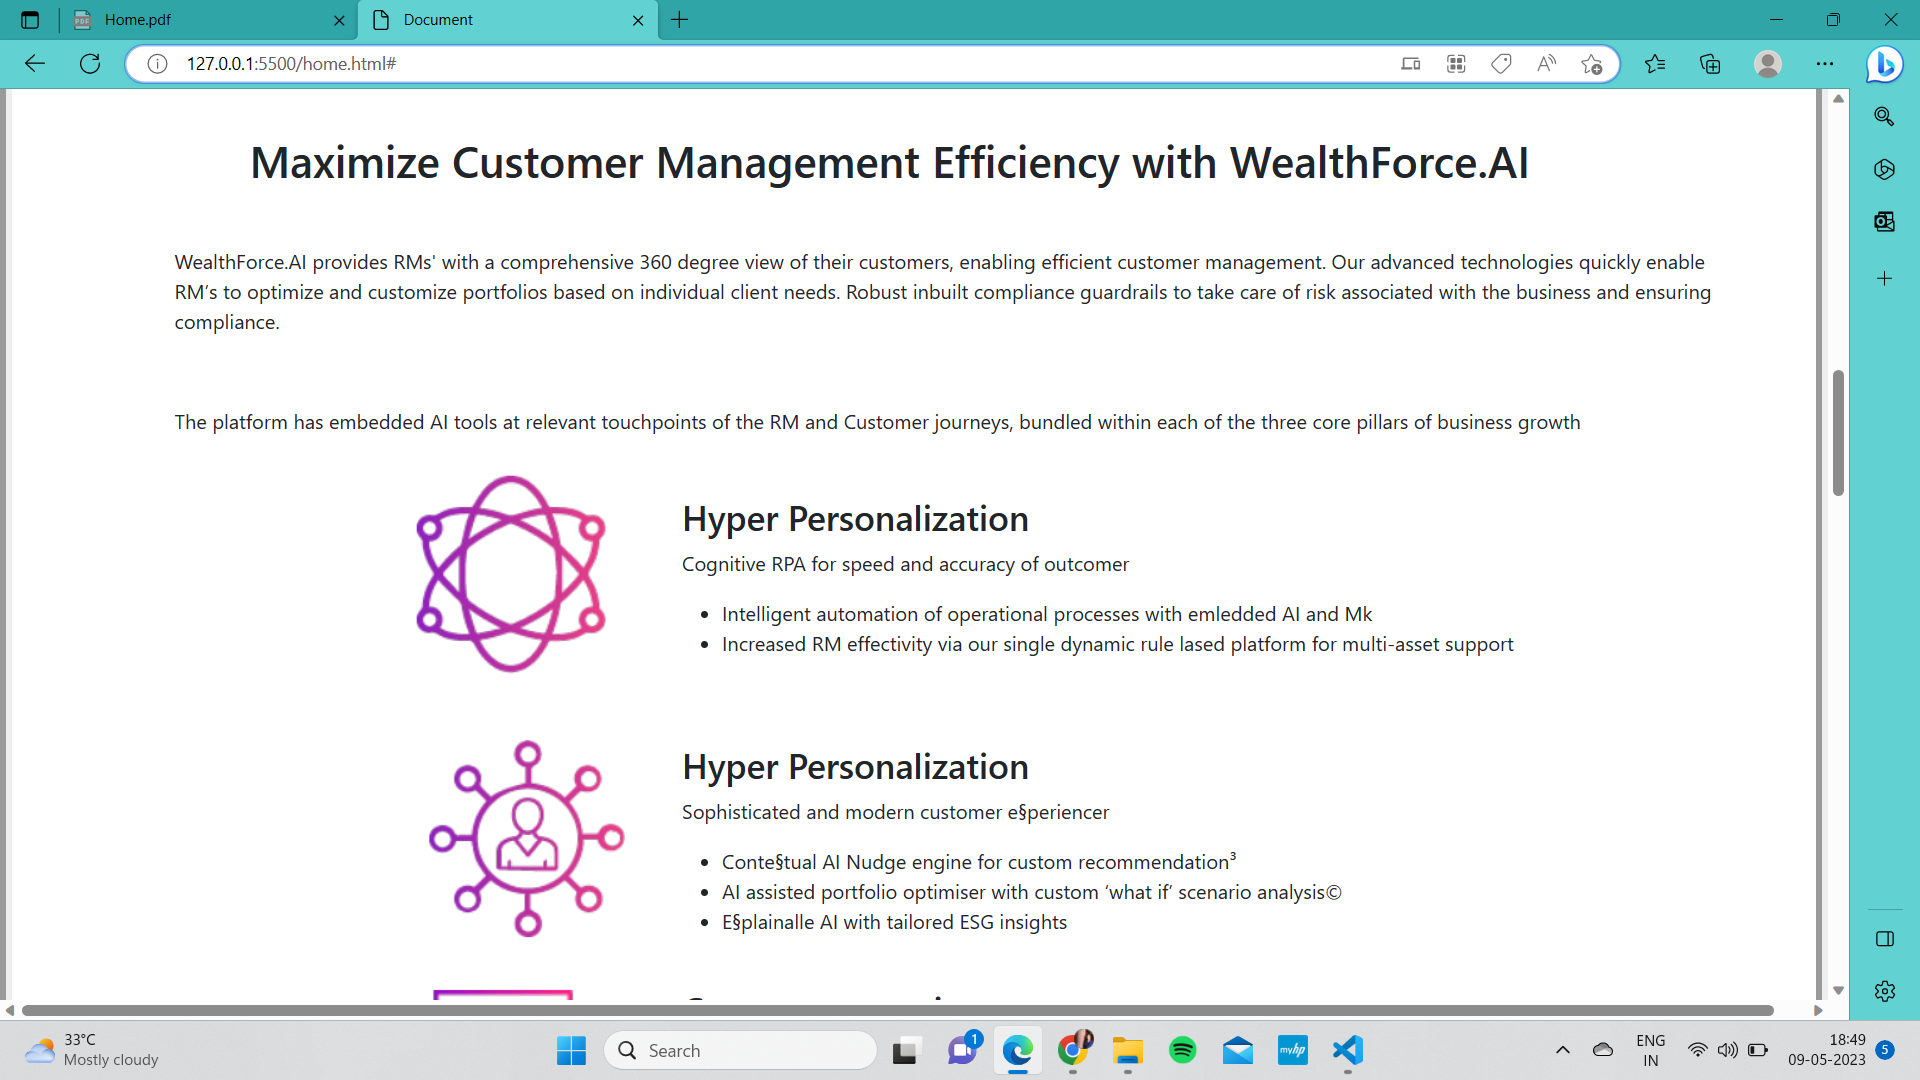 Home.pdf
Document
127.0.0.1:5500/home.html#
Maximize Customer Management Efficiency with WealthForce.AI
WealthForce.AI provides RMs' with a comprehensive 360 degree view of their customers, enabling efficient customer management. Our advanced technologies quickly enable
RM’s to optimize and customize portfolios based on individual client needs. Robust inbuilt compliance guardrails to take care of risk associated with the business and ensuring
compliance.
The platform has embedded AI tools at relevant touchpoints of the RM and Customer journeys, bundled within each of the three core pillars of business growth
Hyper Personalization
Cognitive RPA for speed and accuracy of outcomer
• Intelligent automation of operational processes with emledded AI and Mk
• Increased RM effectivity via our single dynamic rule lased platform for multi-asset support
Hyper Personalization
Sophisticated and modern customer e§periencer
• Conte§tual AI Nudge engine for custom recommendation³
• AI assisted portfolio optimiser with custom ‘what if’ scenario analysis©
• E§plainalle AI with tailored ESG insights
33°C
Mostly cloudy
Search
1
myhp
ENG
IN
18:49
09-05-2023
5